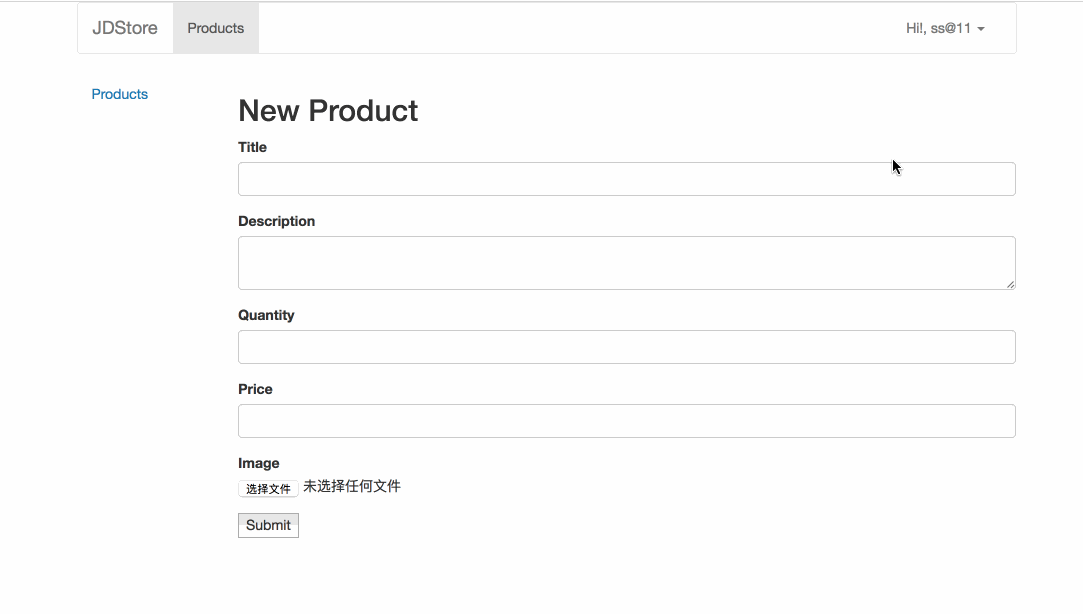 JDStore Products Hi!, ss@11
Products
New Product
Title
Description
Quantity
Price
Image
选择文件 未选择任何文件
Submit